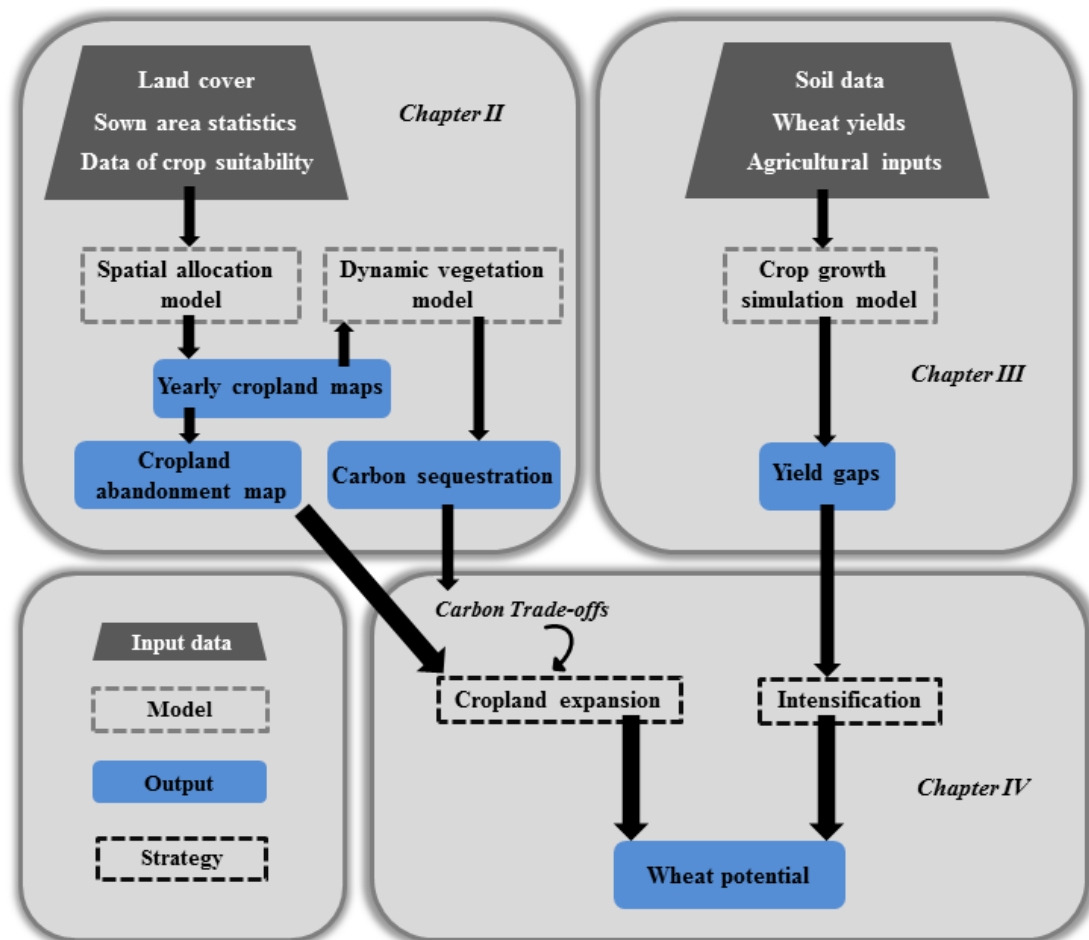 Land cover
Sown area statistics
Data of crop suitability
Chapter II
Spatial allocation
model
Dynamic vegetation
model
Yearly cropland maps
Cropland
abandonment map
Carbon sequestration
Soil data
Wheat yields
Agricultural inputs
Crop growth
simulation model
Chapter III
Yield gaps
Input data
Model
Output
Strategy
Carbon Trade-offs
Cropland expansion
Intensification
Chapter IV
Wheat potential